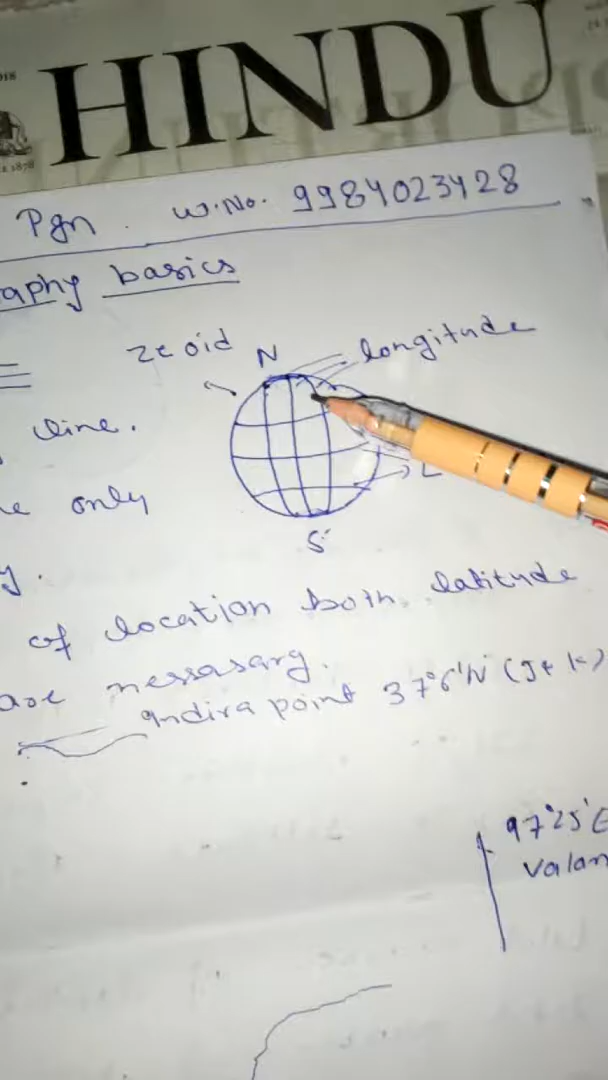 HINDU
Pgn. W.No. 9984023428
aphy basics
zeoid N longitude
line.
e only
S
y.
of location both latitude
are nessasary.
indira point 37°6'N (J+K)
97°25'E
valan